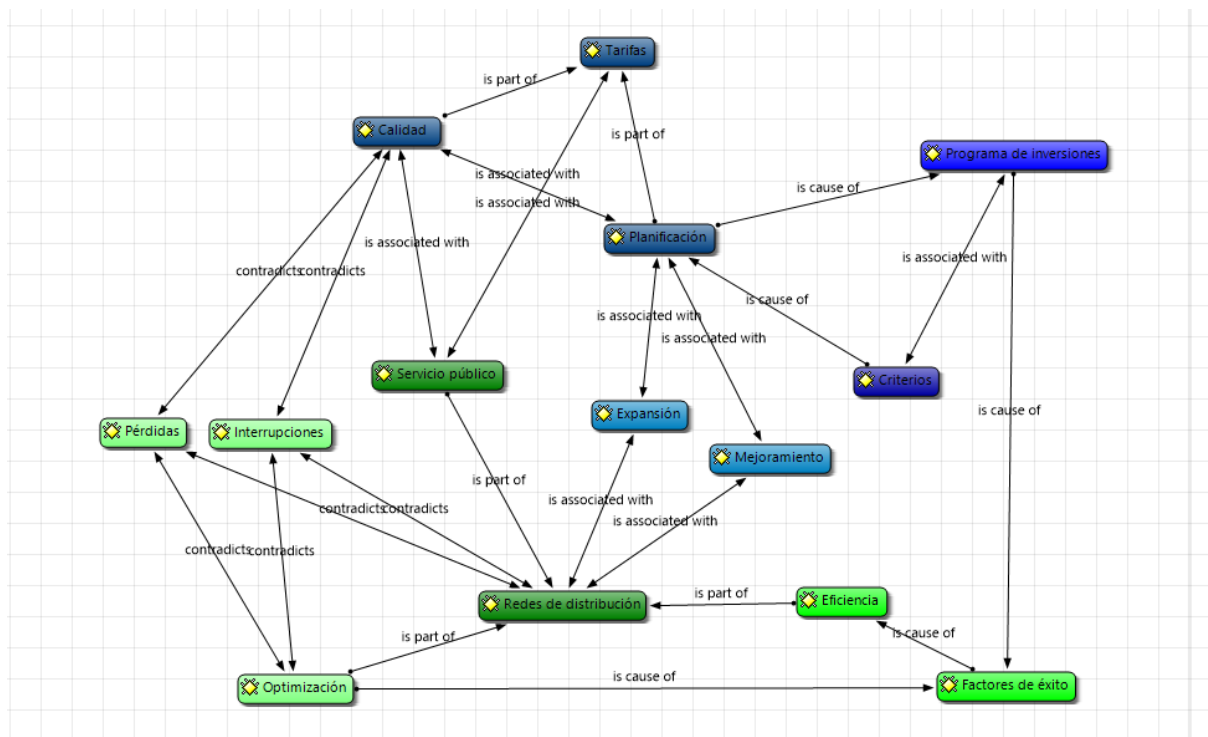 Tarifas
is part of
Calidad
is part of
Programa de inversiones
is associated with
is cause of
is associated with
Planificación
is associated with
is associated with
contradicts
contradicts
is cause of
is associated with
is associated with
Servicio público
Criterios
Expansión
is cause of
Pérdidas
Interrupciones
Mejoramiento
is part of
is associated with
contradicts
contradicts
is associated with
contradicts
contradicts
Redes de distribución
is part of
Eficiencia
is part of
is cause of
is cause of
Optimización
Factores de éxito